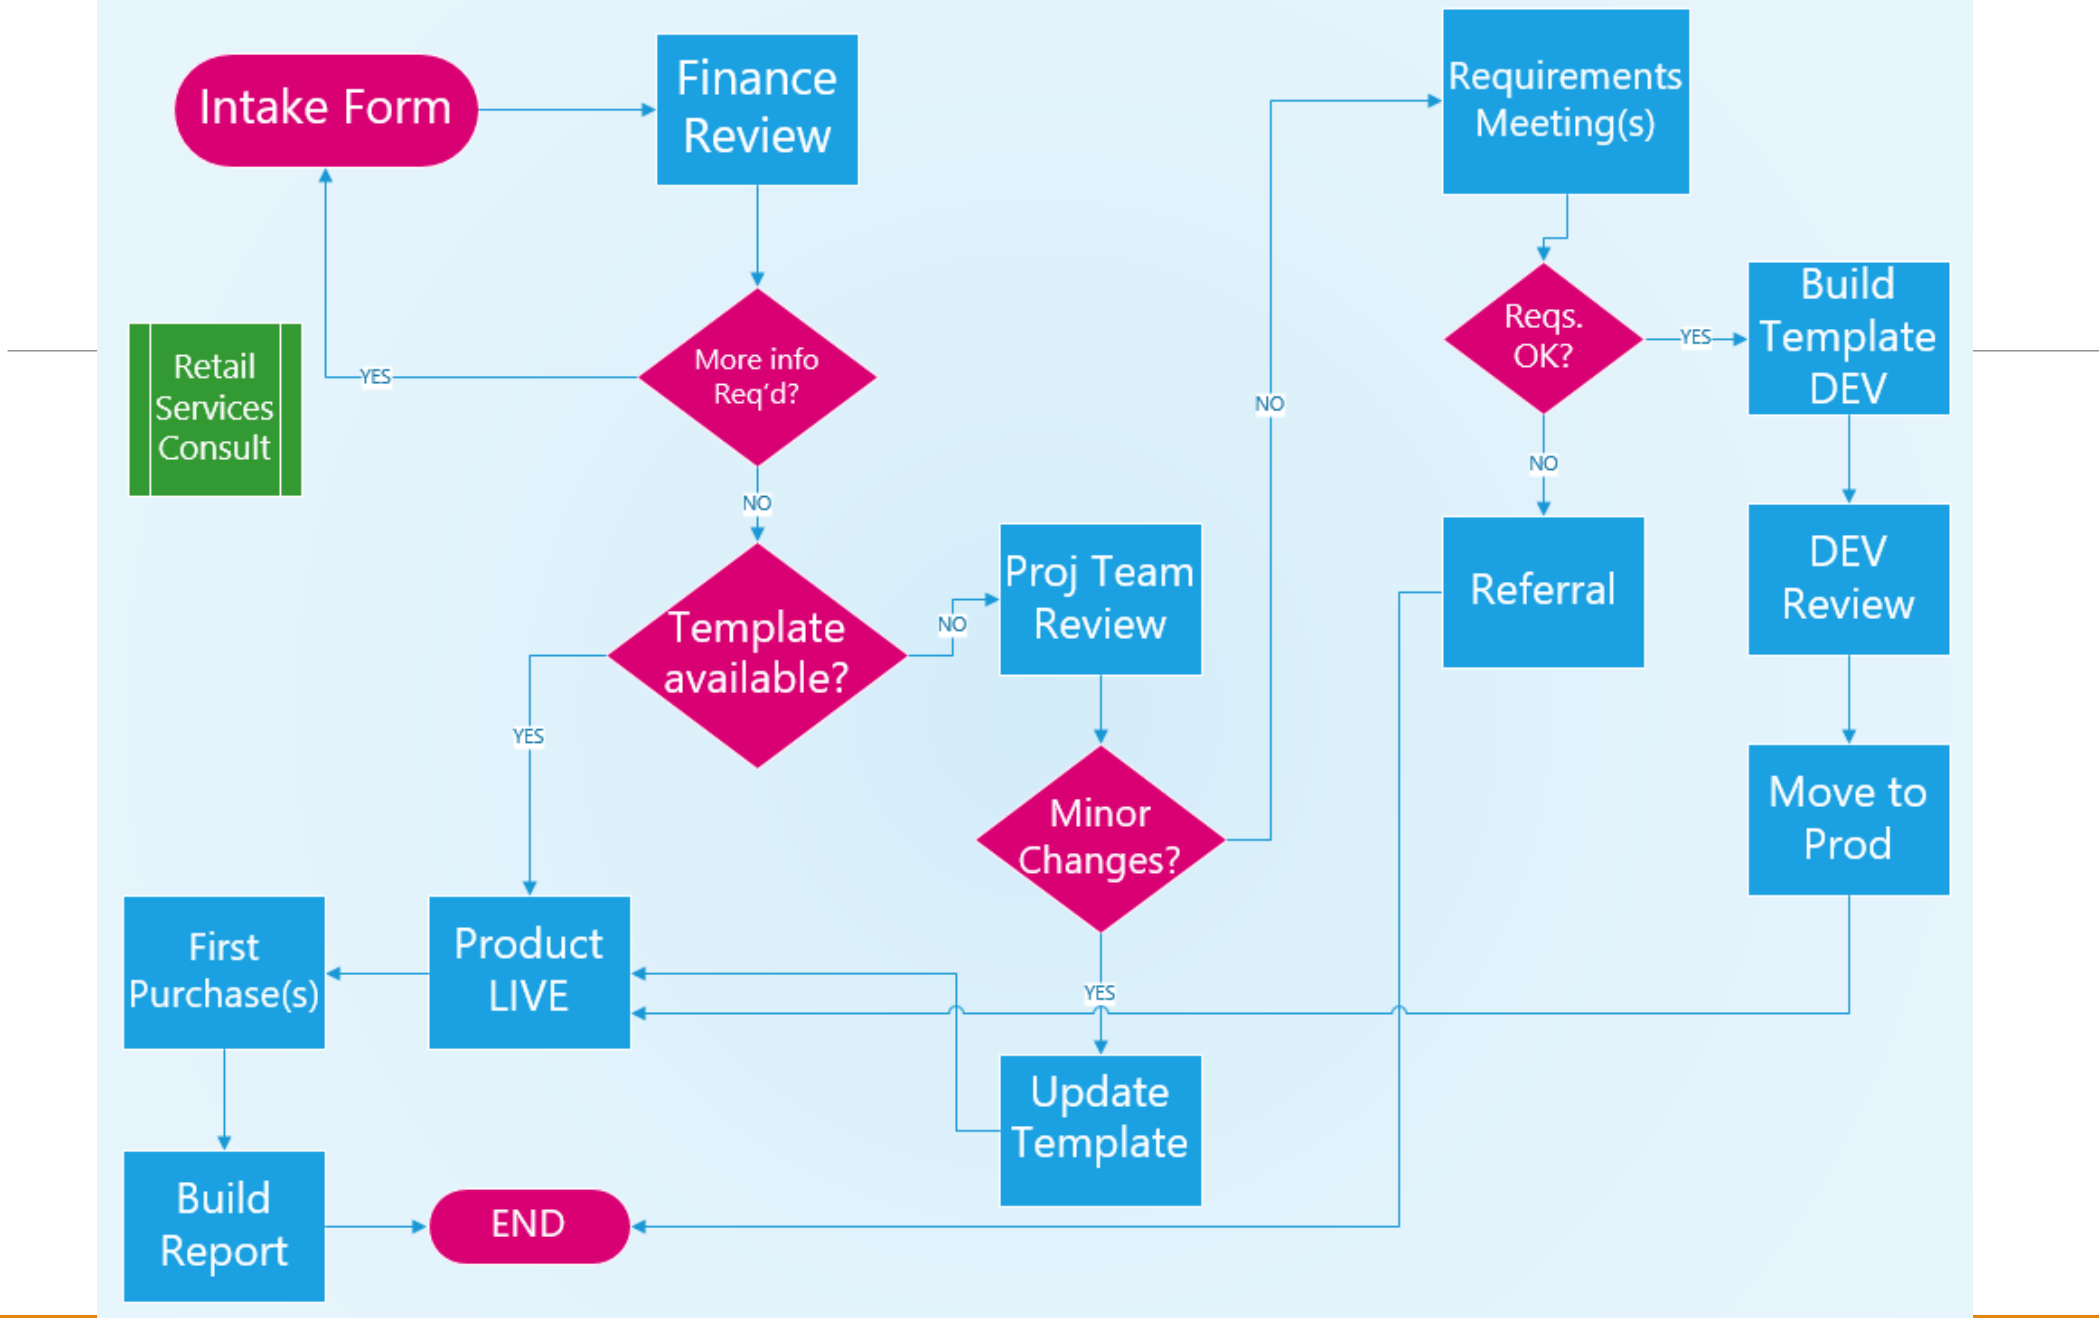 Intake Form
Finance
Review
More info
Req'd?
YES
NO
Retail
Services
Consult
Template
available?
YES
NO
Proj Team
Review
Minor
Changes?
NO
YES
Update
Template
Requirements
Meeting(s)
Reqs.
OK?
YES
NO
Referral
Build
Template
DEV
DEV
Review
Move to
Prod
Product
LIVE
First
Purchase(s)
Build
Report
END